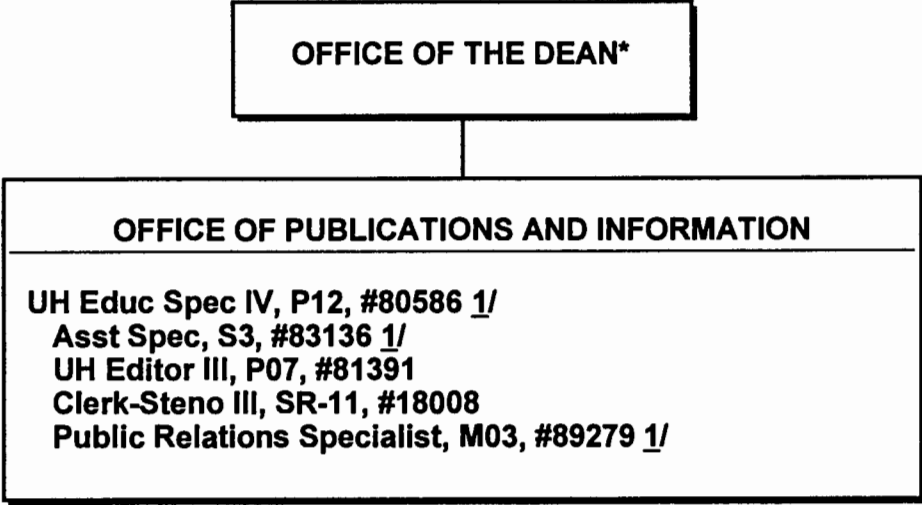 OFFICE OF THE DEAN*
OFFICE OF PUBLICATIONS AND INFORMATION
UH Educ Spec IV, P12, #80586 1/
Asst Spec, S3, #83136 1/
UH Editor III, P07, #81391
Clerk-Steno III, SR-11, #18008
Public Relations Specialist, M03, #89279 1/